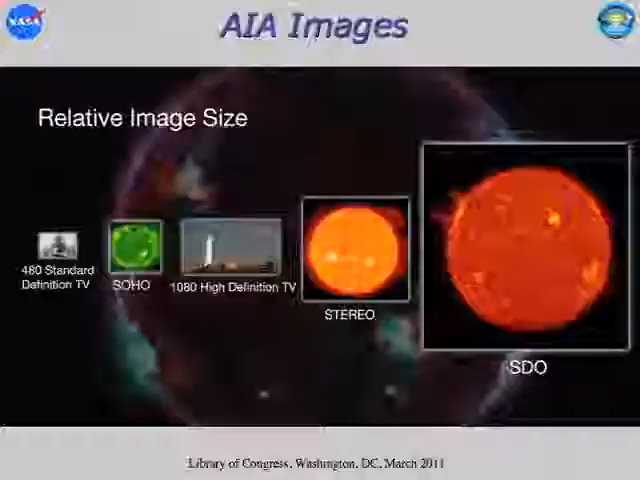 NASA
AIA Images
Relative Image Size
480 Standard
Definition TV
SOHO
1080 High Definition TV
STEREO
SDO
Library of Congress, Washington, DC, March 2011